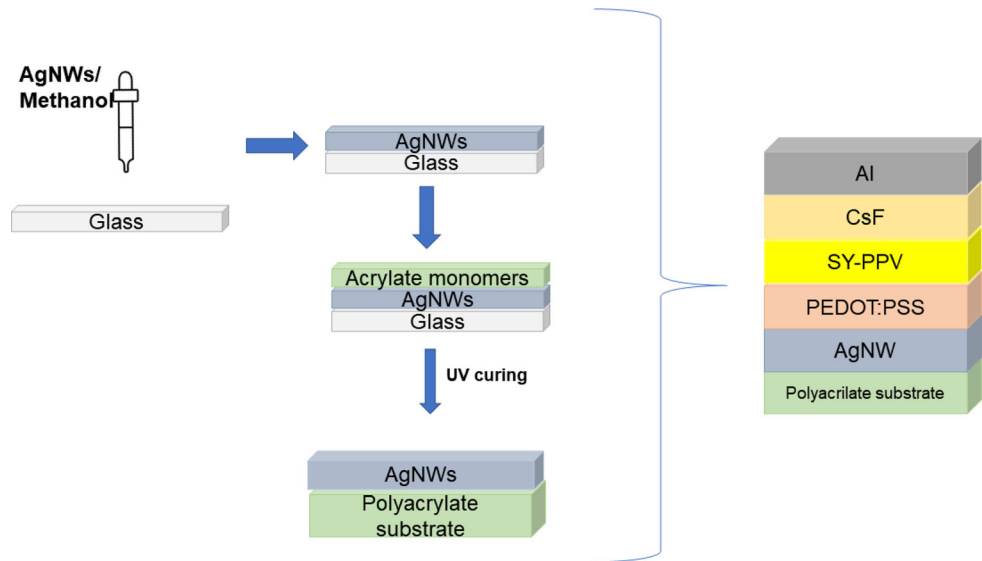 AgNWs/
Methanol
Glass
AgNWs
Glass
Acrylate monomers
AgNWs
Glass
UV curing
AgNWs
Polyacrylate
substrate
Al
CsF
SY-PPV
PEDOT:PSS
AgNW
Polyacrilate substrate